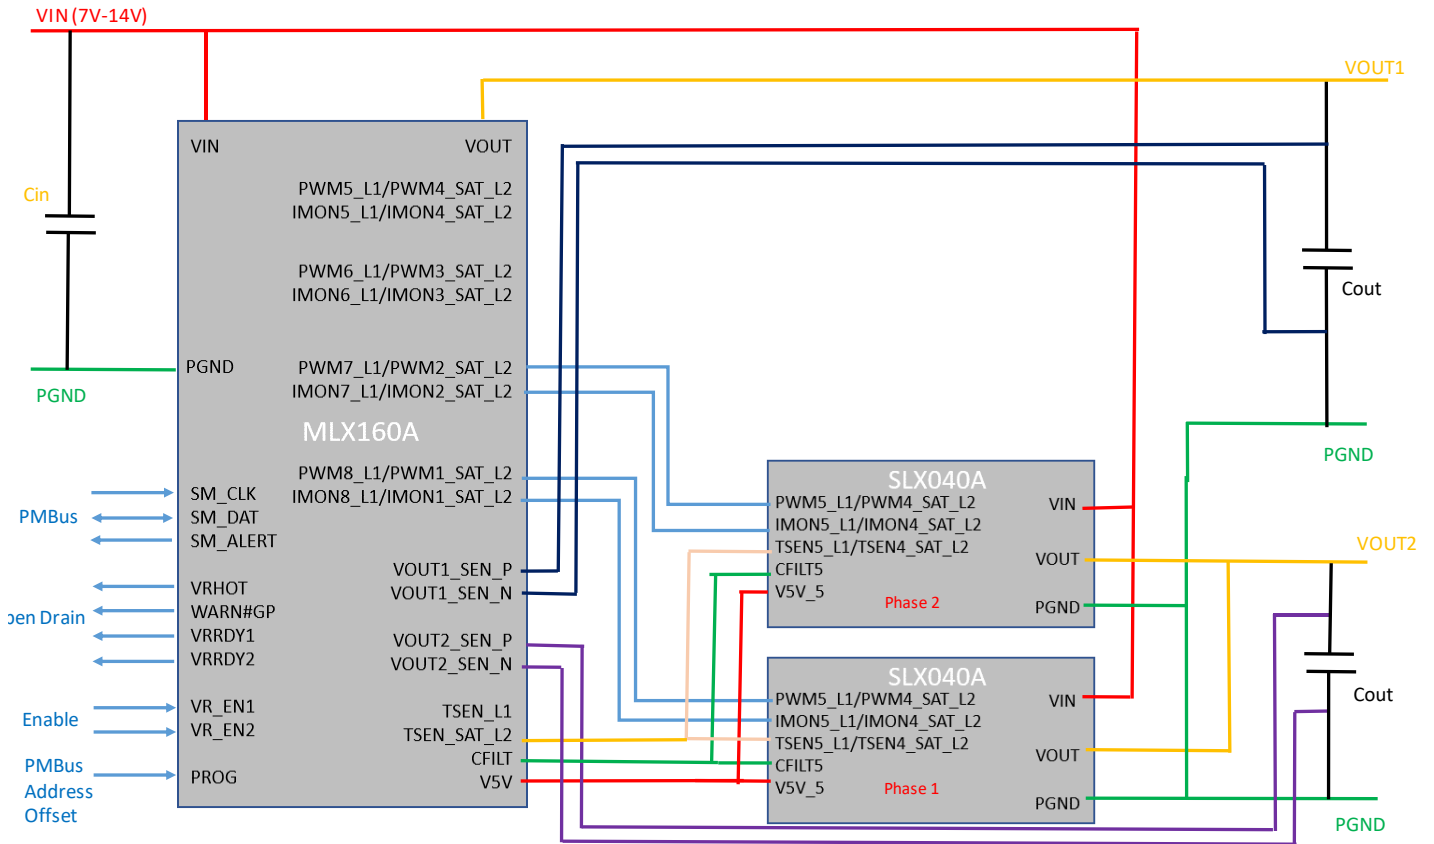 VIN (7V-14V)
VOUT1
VIN
VOUT
Cin
PWM5_L1/PWM4_SAT_L2
IMON5_L1/IMON4_SAT_L2
PWM6_L1/PWM3_SAT_L2
IMON6_L1/IMON3_SAT_L2
Cout
PGND
PWM7_L1/PWM2_SAT_L2
IMON7_L1/IMON2_SAT_L2
PGND
MLX160A
PGND
PWM8_L1/PWM1_SAT_L2
IMON8_L1/IMON1_SAT_L2
PMBus
SM_CLK
SM_DAT
SM_ALERT
SLX040A
PWM5_L1/PWM4_SAT_L2
IMON5_L1/IMON4_SAT_L2
TSEN5_L1/TSEN4_SAT_L2
CFILT5
V5V_5
VIN
VOUT
PGND
Phase 2
VOUT2
VOUT1_SEN_P
VOUT1_SEN_N
pen Drain
VRHOT
WARN#GP
VRRDY1
VRRDY2
VOUT2_SEN_P
VOUT2_SEN_N
SLX040A
PWM5_L1/PWM4_SAT_L2
IMON5_L1/IMON4_SAT_L2
TSEN5_L1/TSEN4_SAT_L2
CFILT5
V5V_5
VIN
VOUT
PGND
Phase 1
Cout
Enable
VR_EN1
VR_EN2
TSEN_L1
TSEN_SAT_L2
CFILT
V5V
PMBus
Address
Offset
PROG
PGND